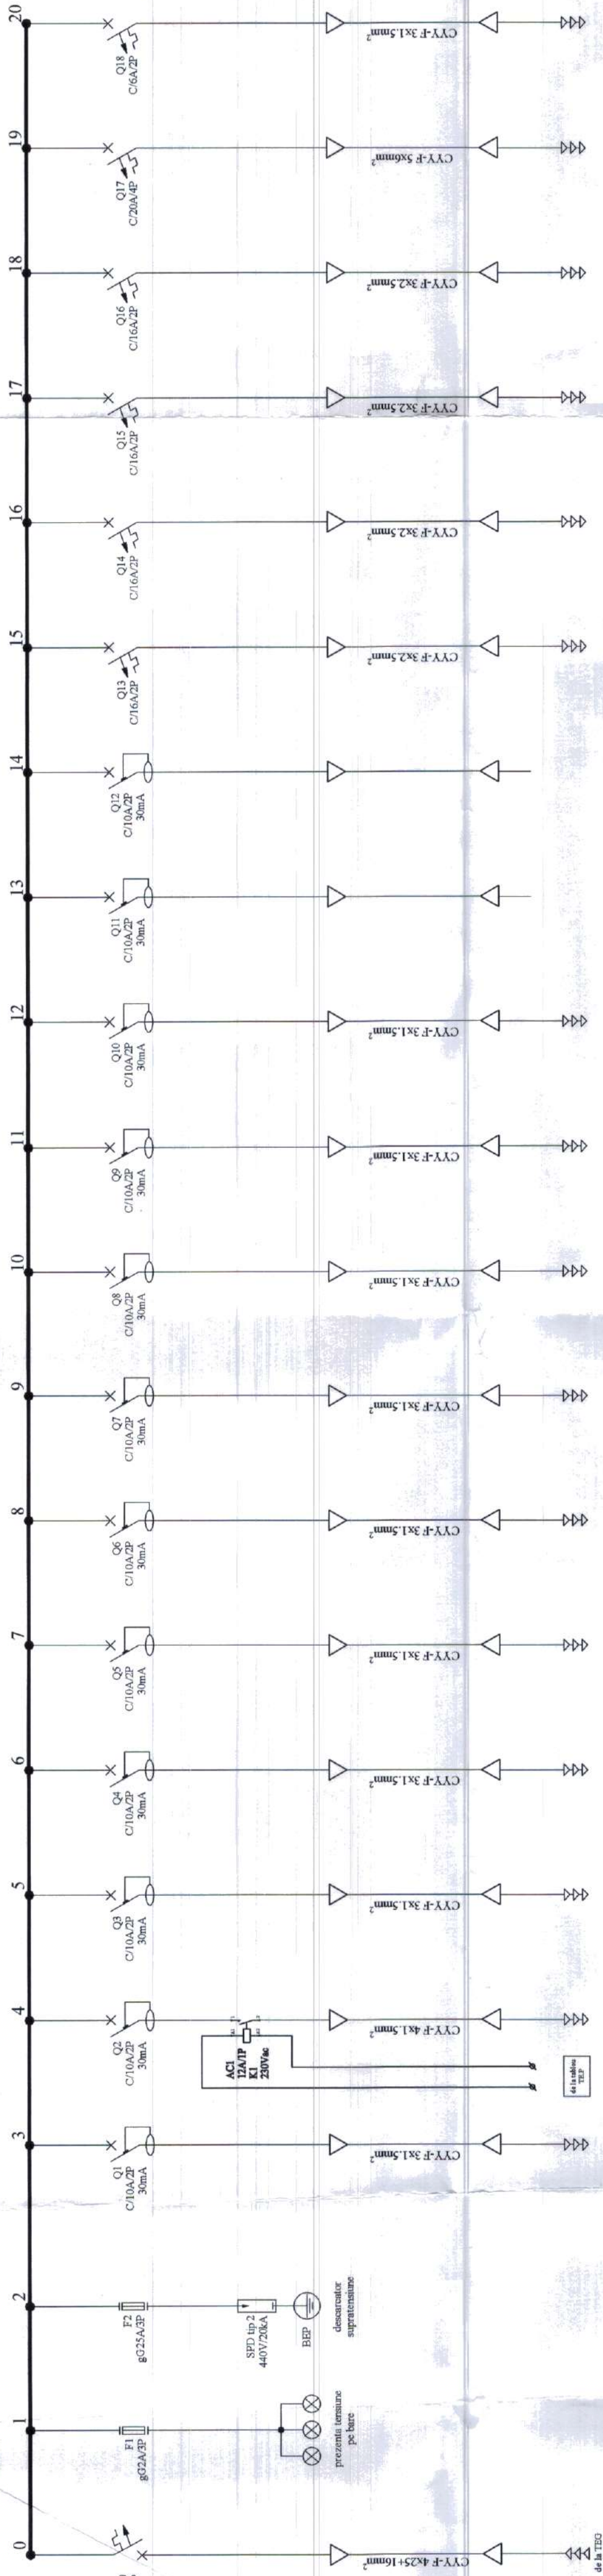 0
CYY-F 4x25+16mm²
de la TEG
1
F1
gG2A/3P
prezenta tensiune
pe bare
2
F2
gG25A/3P
SPD tip 2
440V/20kA
BEP
descarcator
supratensiune
3
Q1
C/10A/2P
30mA
CYY-F 3x1.5mm²
4
Q2
C/10A/2P
30mA
AC1
12A/1P
K1
230Vac
CYY-F 4x1.5mm²
de la tablou
TEP
5
Q3
C/10A/2P
30mA
CYY-F 3x1.5mm²
6
Q4
C/10A/2P
30mA
CYY-F 3x1.5mm²
7
Q5
C/10A/2P
30mA
CYY-F 3x1.5mm²
8
Q6
C/10A/2P
30mA
CYY-F 3x1.5mm²
9
Q7
C/10A/2P
30mA
CYY-F 3x1.5mm²
10
Q8
C/10A/2P
30mA
CYY-F 3x1.5mm²
11
Q9
C/10A/2P
30mA
CYY-F 3x1.5mm²
12
Q10
C/10A/2P
30mA
CYY-F 3x1.5mm²
13
Q11
C/10A/2P
30mA
14
Q12
C/10A/2P
30mA
15
Q13
C/16A/2P
CYY-F 3x2.5mm²
16
Q14
C/16A/2P
CYY-F 3x2.5mm²
17
Q15
C/16A/2P
CYY-F 3x2.5mm²
18
Q16
C/16A/2P
CYY-F 3x2.5mm²
19
Q17
C/20A/4P
CYY-F 5x6mm²
20
Q18
C/6A/2P
CYY-F 3x1.5mm²